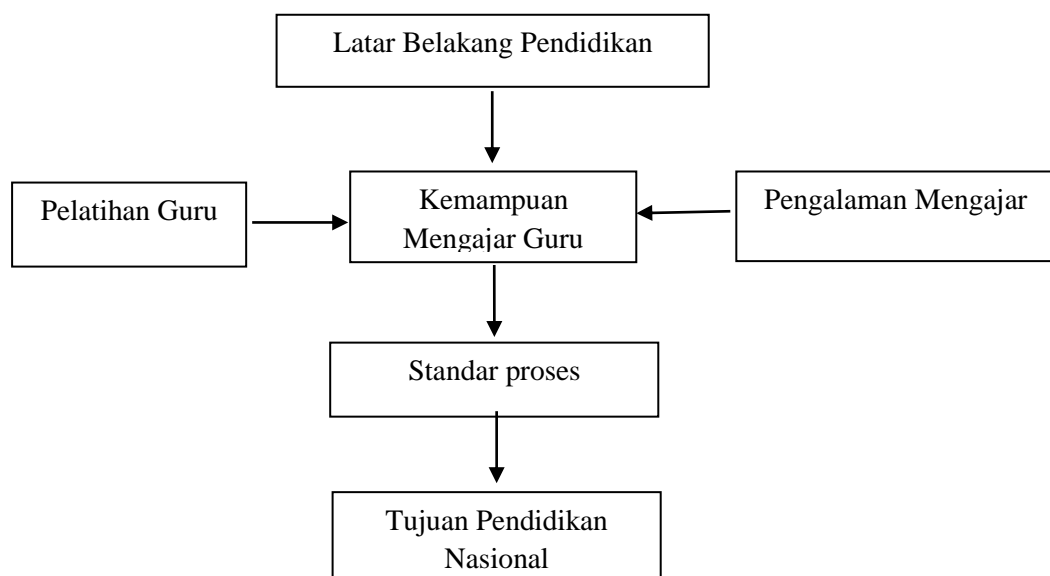 Latar Belakang Pendidikan
Pelatihan Guru
Kemampuan
Mengajar Guru
Pengalaman Mengajar
Standar proses
Tujuan Pendidikan
Nasional